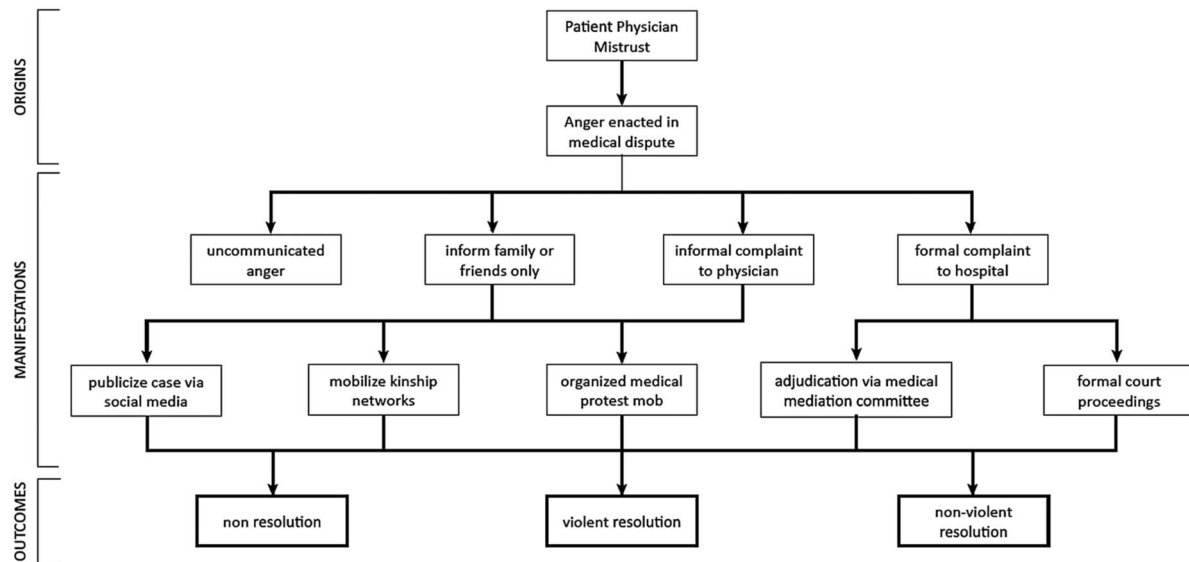 ORIGINS
Patient Physician
Mistrust
Anger enacted in
medical dispute
MANIFESTATIONS
uncommunicated
anger
inform family or
friends only
informal complaint
to physician
formal complaint
to hospital
publicize case via
social media
mobilize kinship
networks
organized medical
protest mob
adjudication via medical
mediation committee
formal court
proceedings
OUTCOMES
non resolution
violent resolution
non-violent
resolution